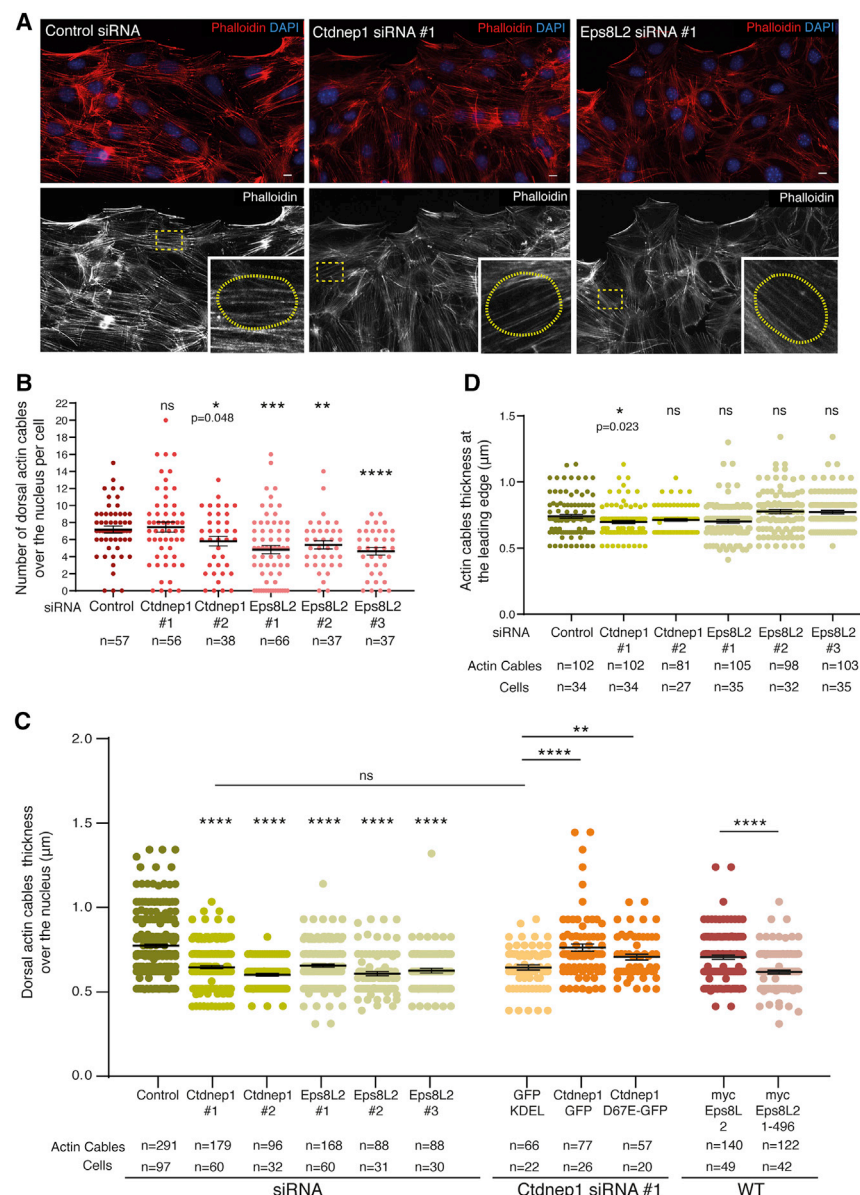 A
Control siRNA
Phalloidin DAPI
Ctdnep1 siRNA #1
Phalloidin DAPI
Eps8L2 siRNA #1
Phalloidin DAPI
Phalloidin
Phalloidin
Phalloidin
B
Number of dorsal actin cables
over the nucleus per cell
22
20
18
16
14
12
10
8
6
4
2
0
ns
*
p=0.048
***
**
****
siRNA
Control
Ctdnep1
#1
Ctdnep1
#2
Eps8L2
#1
Eps8L2
#2
Eps8L2
#3
n=57
n=56
n=38
n=66
n=37
n=37
D
Actin cables thickness at
the leading edge (µm)
1.5
1.0
0.5
0.0
*
p=0.023
ns
ns
ns
ns
siRNA
Control
Ctdnep1
#1
Ctdnep1
#2
Eps8L2
#1
Eps8L2
#2
Eps8L2
#3
Actin Cables
n=102
n=102
n=81
n=105
n=98
n=103
Cells
n=34
n=34
n=27
n=35
n=32
n=35
C
Dorsal actin cables thickness
over the nucleus (µm)
2.0
1.5
1.0
0.5
0.0
ns
**
****
****
****
****
****
****
****
Control
Ctdnep1
#1
Ctdnep1
#2
Eps8L2
#1
Eps8L2
#2
Eps8L2
#3
GFP
KDEL
Ctdnep1
GFP
Ctdnep1
D67E-GFP
myc
Eps8L
2
myc
Eps8L2
1-496
Actin Cables
n=291
n=179
n=96
n=168
n=88
n=88
n=66
n=77
n=57
n=140
n=122
Cells
n=97
n=60
n=32
n=60
n=31
n=30
n=22
n=26
n=20
n=49
n=42
siRNA
Ctdnep1 siRNA #1
WT